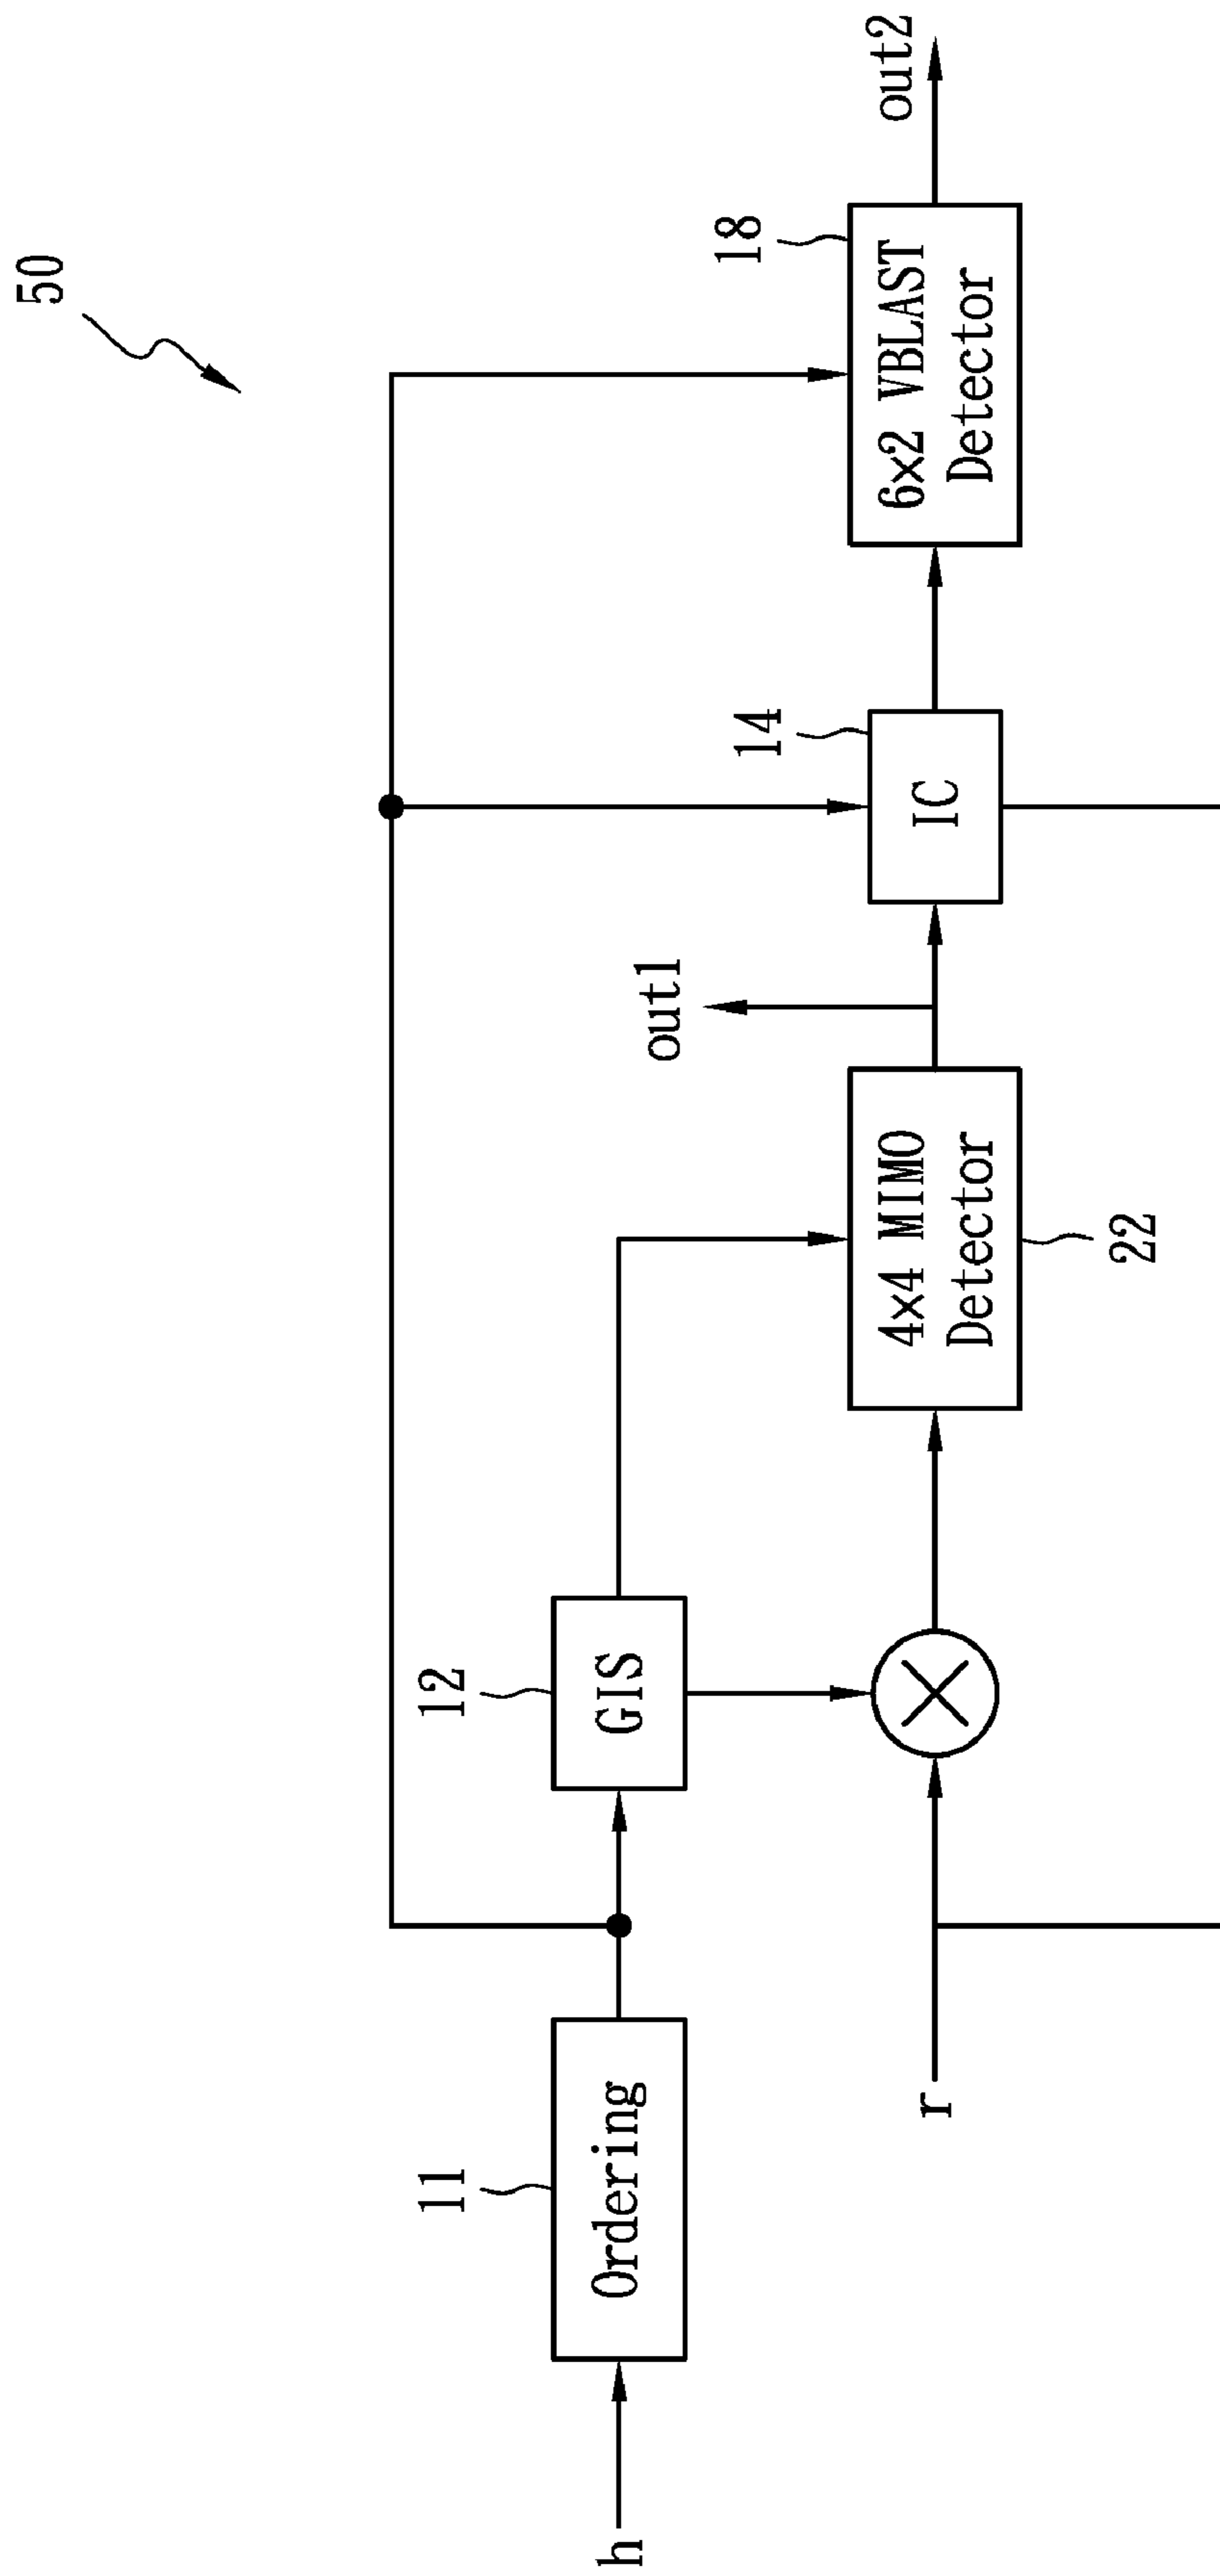 50
h
11
Ordering
12
GIS
r
4×4 MIMO
Detector
22
out1
14
IC
18
6×2 VBLAST
Detector
out2